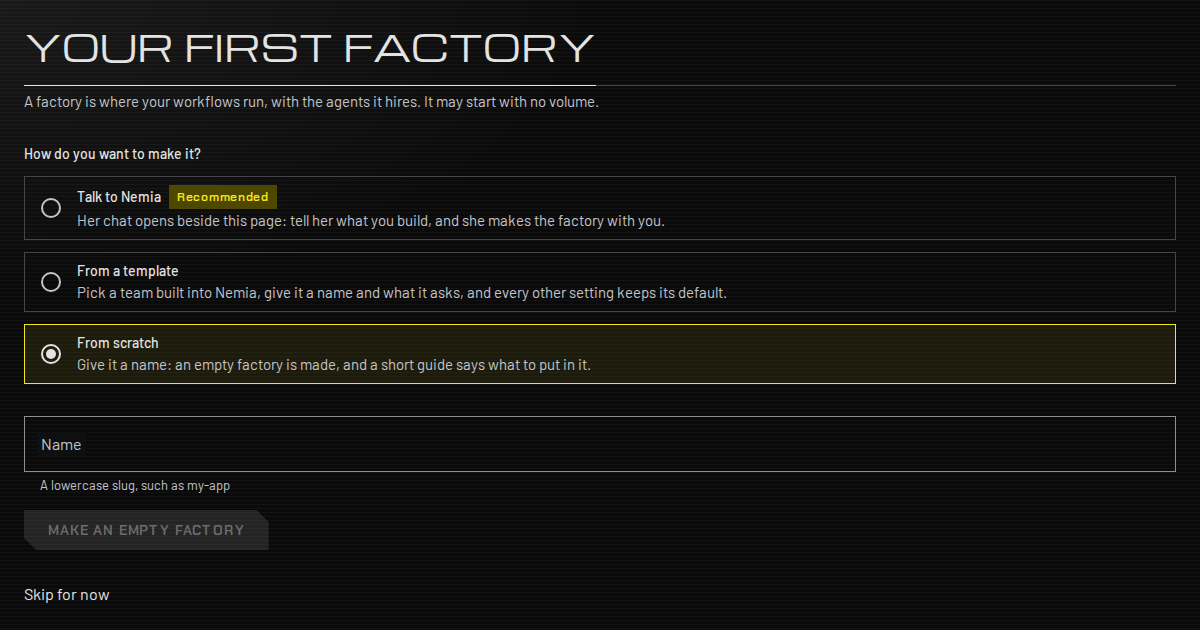 YOUR FIRST FACTORY
A factory is where your workflows run, with the agents it hires. It may start with no volume.
How do you want to make it?
Talk to Nemia Recommended
Her chat opens beside this page: tell her what you build, and she makes the factory with you.
From a template
Pick a team built into Nemia, give it a name and what it asks, and every other setting keeps its default.
From scratch
Give it a name: an empty factory is made, and a short guide says what to put in it.
Name
A lowercase slug, such as my-app
MAKE AN EMPTY FACTORY
Skip for now